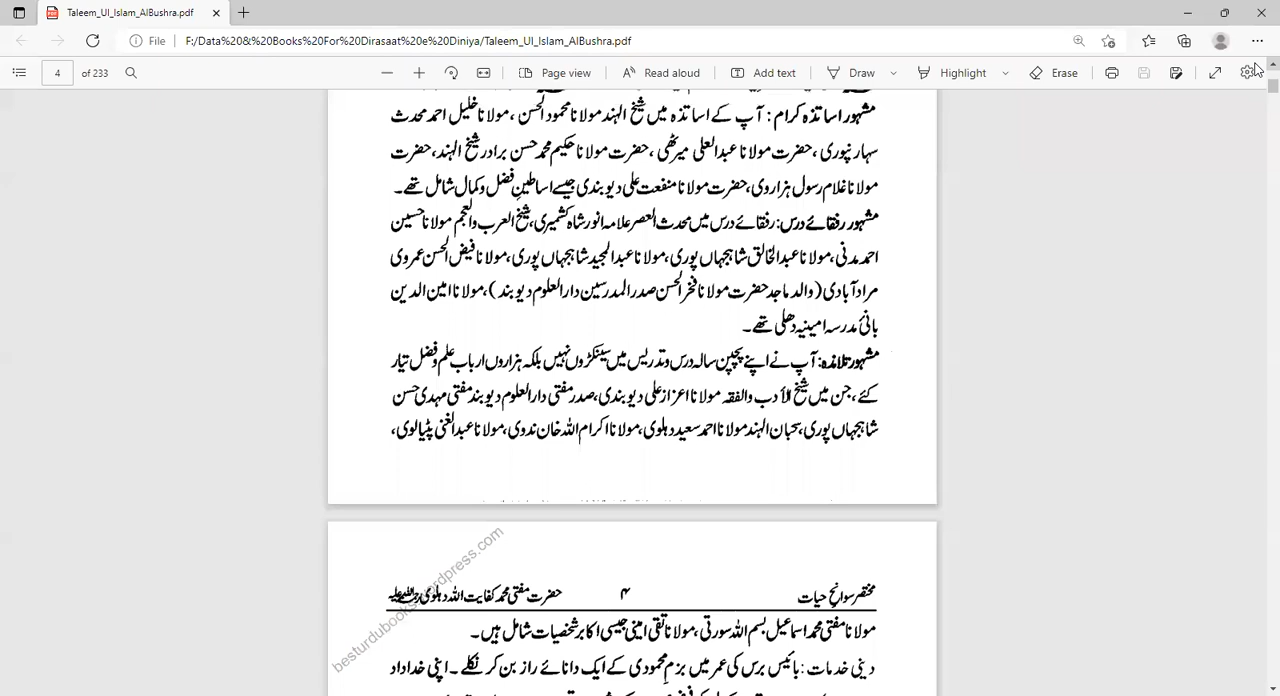 Taleem_Ul_Islam_AlBushra.pdf
File F:/Data%20&%20Books%20For%20Dirasaat%20e%20Diniya/Taleem_Ul_Islam_AlBushra.pdf
4 of 233 Page view Read aloud Add text Draw Highlight Erase
مشہور اساتذہ کرام: آپ کے اساتذہ میں شیخ الہند مولانا محمود الحسن، مولانا خلیل احمد محدث
سہارنپوری، حضرت مولانا عبدالعلی میرٹھی، حضرت مولانا حکیم محمد حسن برادر شیخ الہند، حضرت
مولانا غلام رسول ہزاروی، حضرت مولانا منفعت علی دیوبندی جیسے اساطینِ فضل وکمال شامل تھے۔
مشہور رفقائے درس: رفقائے درس میں محدث العصر علامہ انور شاہ کشمیری، شیخ العرب والعجم مولانا حسین
احمد مدنی، مولانا عبدالخالق شاہجہاں پوری، مولانا عبدالمجید شاہجہاں پوری، مولانا فیض الحسن عمروی
مراد آبادی (والد ماجد حضرت مولانا فخر الحسن صدر المدرسین دارالعلوم دیوبند)، مولانا امین الدین
بانیٔ مدرسہ امینیہ دھلی تھے۔
مشہور تلامذہ: آپ نے اپنے پچپن سالہ درس وتدریس میں سینکڑوں نہیں بلکہ ہزاروں ارباب علم وفضل تیار
کئے، جن میں شیخ الأدب والفقہ مولانا اعزاز علی دیوبندی، صدر مفتی دارالعلوم دیوبند مفتی مہدی حسن
شاہجہاں پوری، سحبان الہند مولانا احمد سعید دہلوی، مولانا اکرام اللہ خان ندوی، مولانا عبدالغنی پٹیالوی،
besturdubooks.wordpress.com
مختصر سوانح حیات ۴ حضرت مفتی محمد کفایت اللہ دہلوی رحمۃ اللہ علیہ
مولانا مفتی محمد اسماعیل بسم اللہ سورتی، مولانا تقی امینی جیسی اکابر شخصیات شامل ہیں۔
دینی خدمات: بائیس برس کی عمر میں بزمِ محمودی کے ایک دانائے راز بن کر نکلے۔ اپنی خداداد